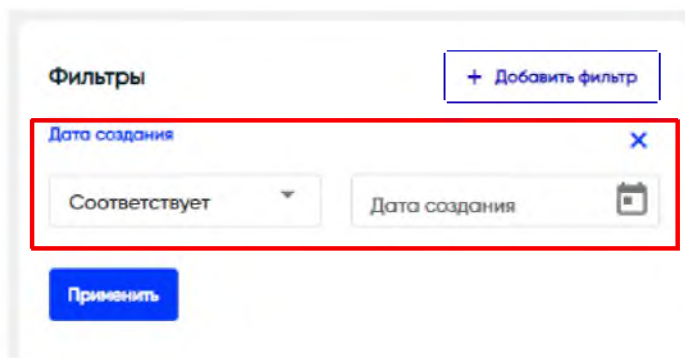 Фильтры
+ Добавить фильтр
Дата создания
Соответствует
Дата создания
Применить